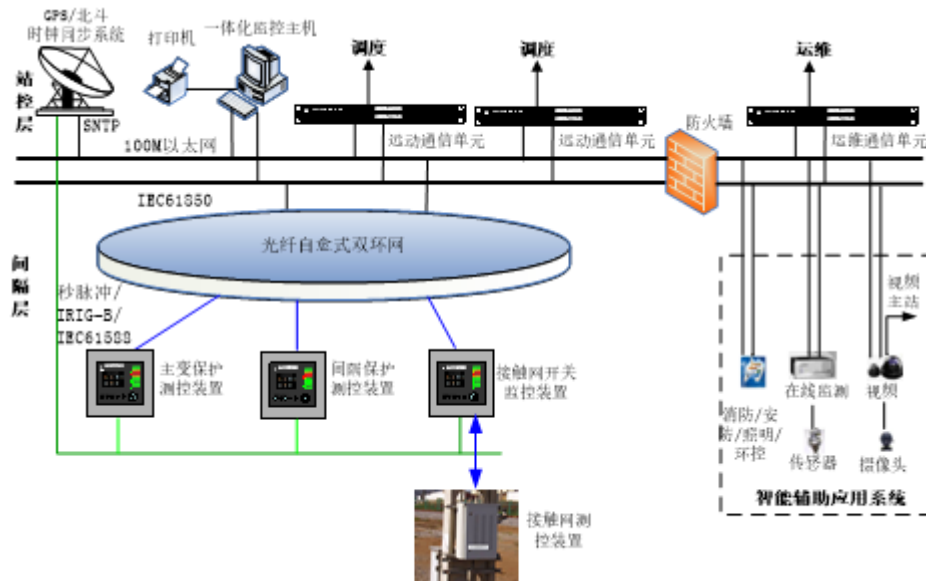 GPS/北斗
时钟同步系统
打印机
一体化监控主机
调度
调度
运维
站控层
SNTP
100M以太网
远动通信单元
远动通信单元
防火墙
运维通信单元
IEC61850
光纤自愈式双环网
间隔层
秒脉冲/
IRIG-B/
IEC61588
主变保护
测控装置
间隔保护
测控装置
接触网开关
监控装置
视频
主站
消防/安
防/照明/
环控
在线监测
视频
传感器
摄像头
智能辅助应用系统
接触网测
控装置